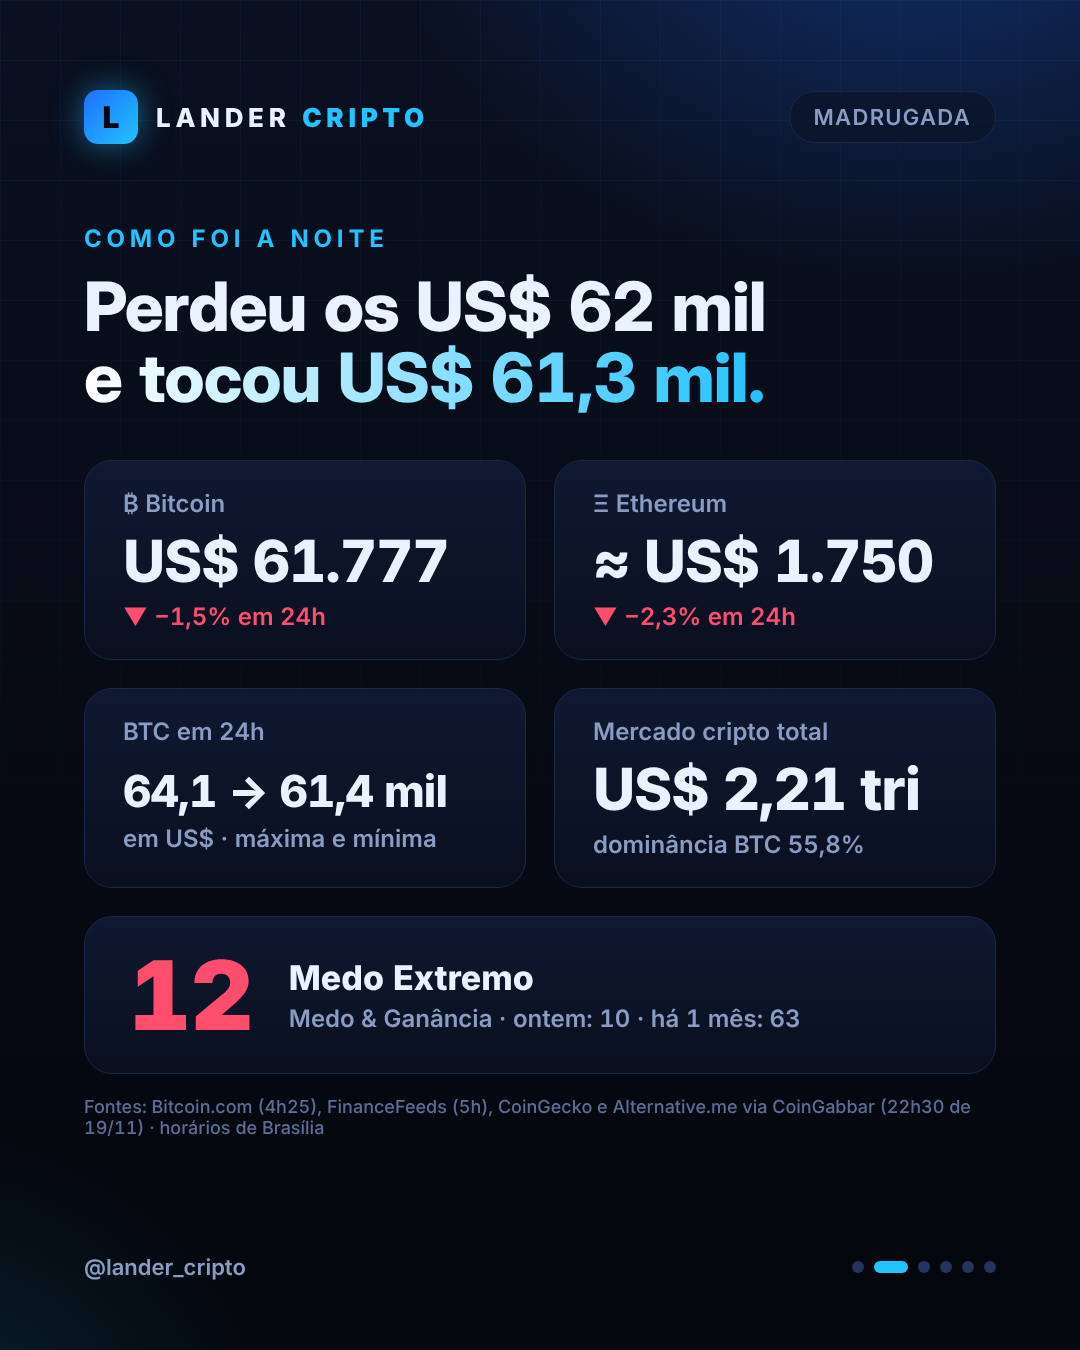 L LANDER CRIPTO
MADRUGADA
COMO FOI A NOITE
Perdeu os US$ 62 mil
e tocou US$ 61,3 mil.
₿ Bitcoin
US$ 61.777
▼ −1,5% em 24h
Ξ Ethereum
≈ US$ 1.750
▼ −2,3% em 24h
BTC em 24h
64,1 → 61,4 mil
em US$ · máxima e mínima
Mercado cripto total
US$ 2,21 tri
dominância BTC 55,8%
12
Medo Extremo
Medo & Ganância · ontem: 10 · há 1 mês: 63
Fontes: Bitcoin.com (4h25), FinanceFeeds (5h), CoinGecko e Alternative.me via CoinGabbar (22h30 de
19/11) · horários de Brasília
@lander_cripto